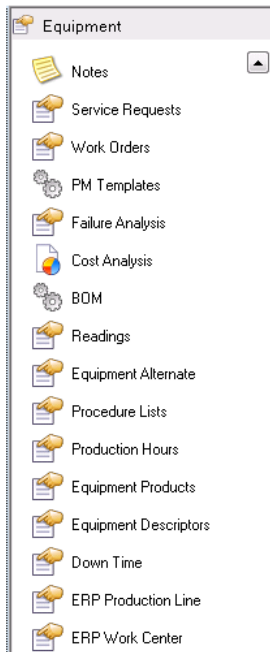 Equipment
Notes
Service Requests
Work Orders
PM Templates
Failure Analysis
Cost Analysis
BOM
Readings
Equipment Alternate
Procedure Lists
Production Hours
Equipment Products
Equipment Descriptors
Down Time
ERP Production Line
ERP Work Center